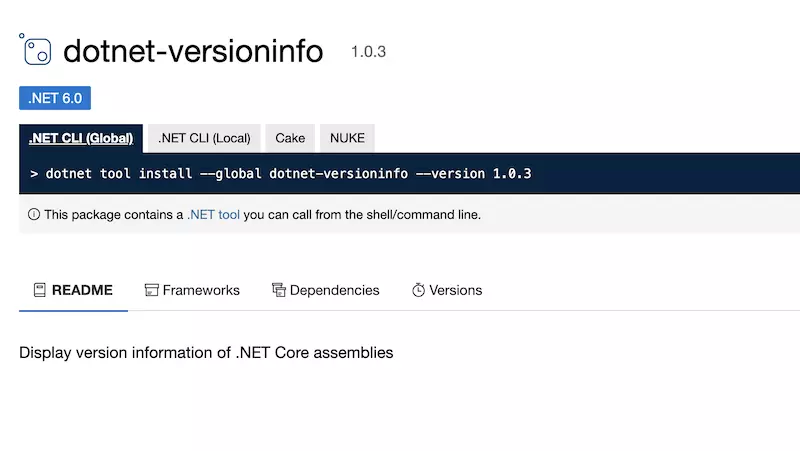 dotnet-versioninfo 1.0.3
.NET 6.0
.NET CLI (Global) .NET CLI (Local) Cake NUKE
> dotnet tool install --global dotnet-versioninfo --version 1.0.3
This package contains a .NET tool you can call from the shell/command line.
README Frameworks Dependencies Versions
Display version information of .NET Core assemblies